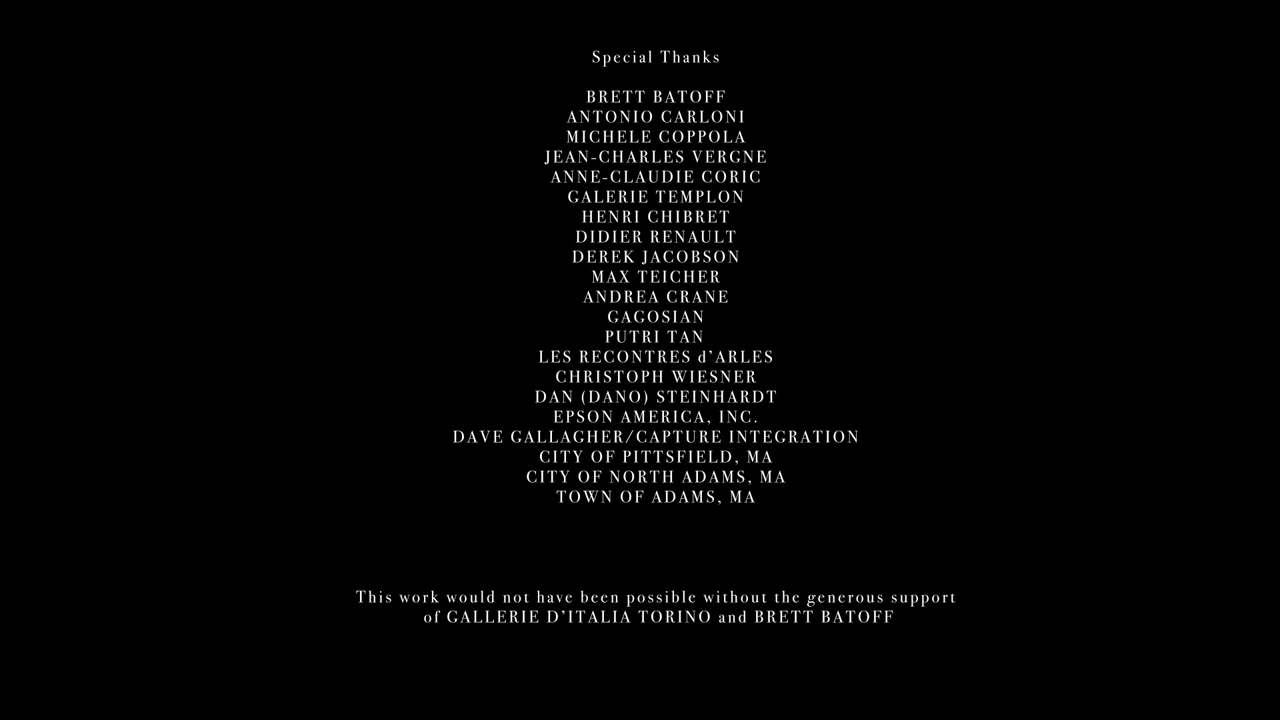 Special Thanks
BRETT BATOFF
ANTONIO CARLONI
MICHELE COPPOLA
JEAN-CHARLES VERGNE
ANNE-CLAUDIE CORIC
GALERIE TEMPLON
HENRI CHIBRET
DIDIER RENAULT
DEREK JACOBSON
MAX TEICHER
ANDREA CRANE
GAGOSIAN
PUTRI TAN
LES RECONTRES d’ARLES
CHRISTOPH WIESNER
DAN (DANO) STEINHARDT
EPSON AMERICA, INC.
DAVE GALLAGHER/CAPTURE INTEGRATION
CITY OF PITTSFIELD, MA
CITY OF NORTH ADAMS, MA
TOWN OF ADAMS, MA
This work would not have been possible without the generous support
of GALLERIE D’ITALIA TORINO and BRETT BATOFF